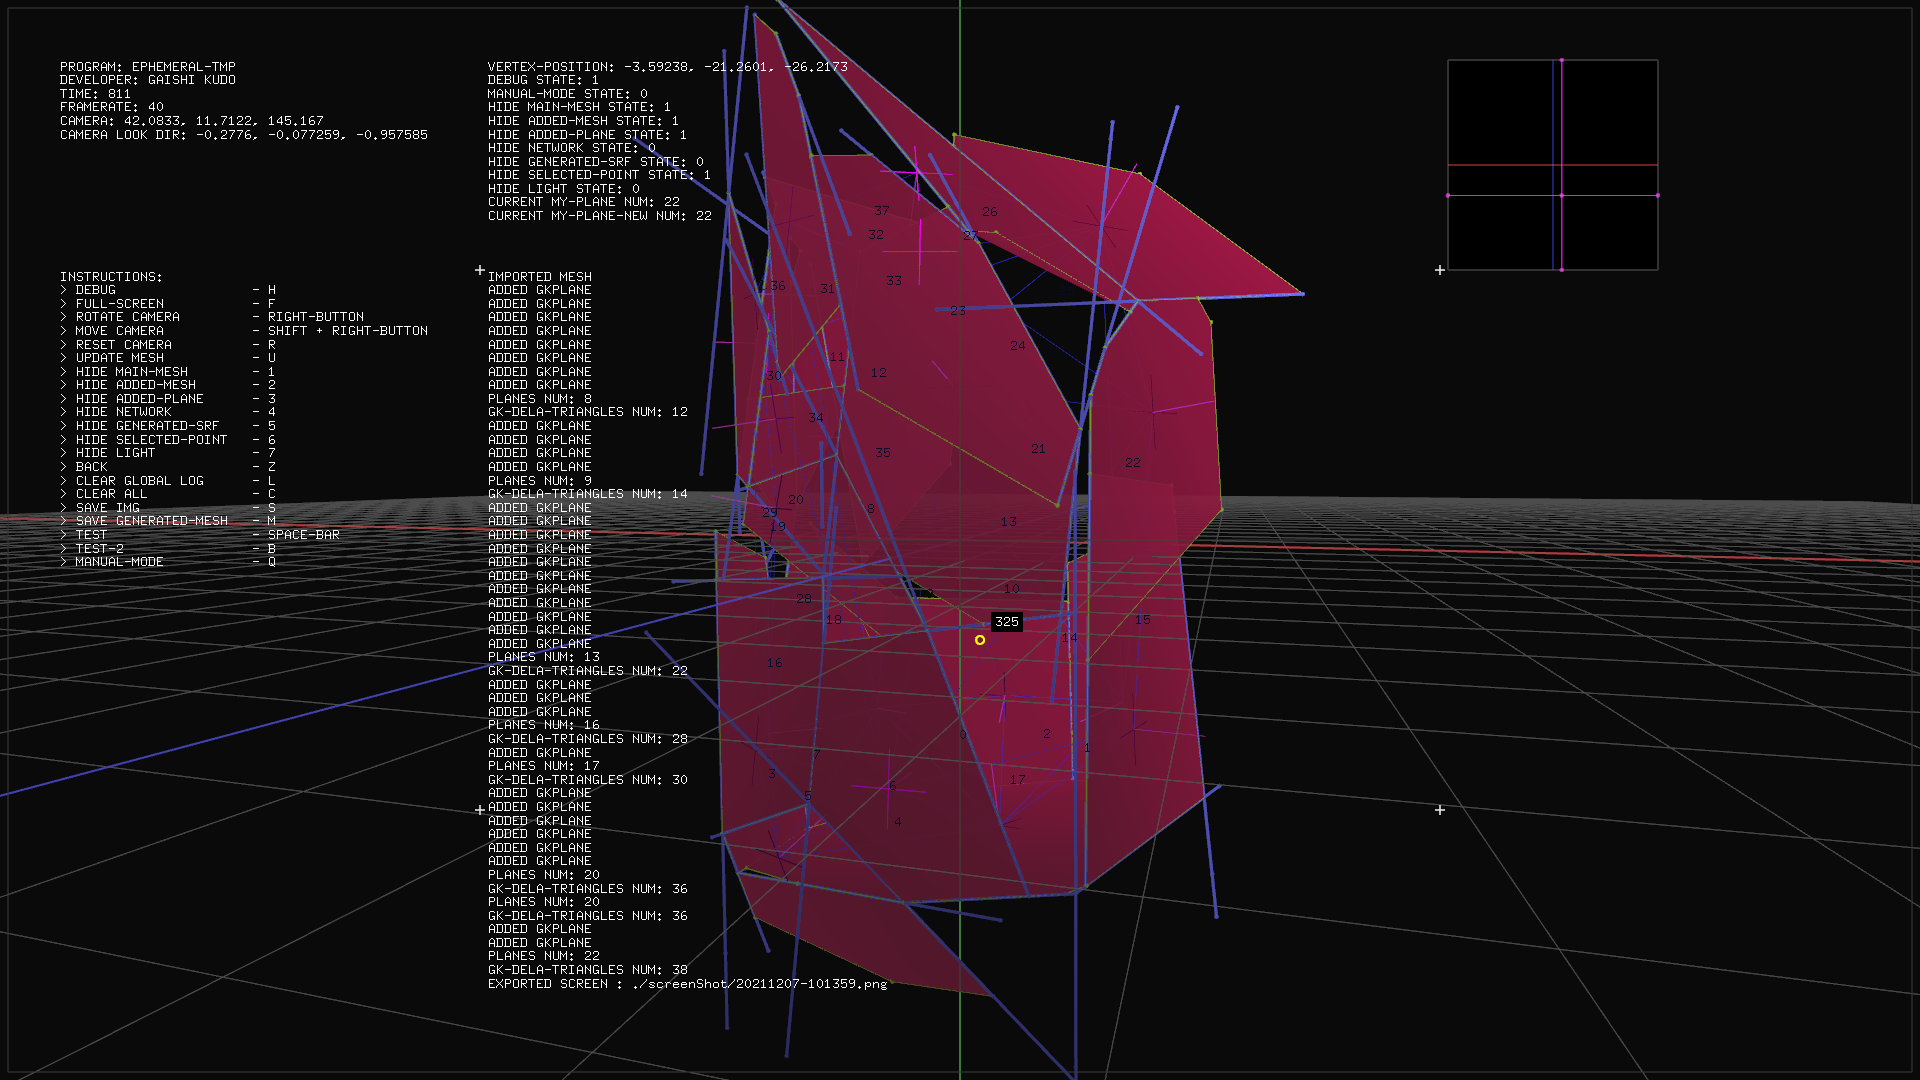 PROGRAM: EPHEMERAL-TMP
DEVELOPER: GAISHI KUDO
TIME: 811
FRAMERATE: 40
CAMERA: 42.0833, 11.7122, 145.167
CAMERA LOOK DIR: -0.2776, -0.077259, -0.957585
VERTEX-POSITION: -3.59238, -21.2601, -26.2173
DEBUG STATE: 1
MANUAL-MODE STATE: 0
HIDE MAIN-MESH STATE: 1
HIDE ADDED-MESH STATE: 1
HIDE ADDED-PLANE STATE: 1
HIDE NETWORK STATE: 0
HIDE GENERATED-SRF STATE: 0
HIDE SELECTED-POINT STATE: 1
HIDE LIGHT STATE: 0
CURRENT MY-PLANE NUM: 22
CURRENT MY-PLANE-NEW NUM: 22
INSTRUCTIONS:
> DEBUG - H
> FULL-SCREEN - F
> ROTATE CAMERA - RIGHT-BUTTON
> MOVE CAMERA - SHIFT + RIGHT-BUTTON
> RESET CAMERA - R
> UPDATE MESH - U
> HIDE MAIN-MESH - 1
> HIDE ADDED-MESH - 2
> HIDE ADDED-PLANE - 3
> HIDE NETWORK - 4
> HIDE GENERATED-SRF - 5
> HIDE SELECTED-POINT - 6
> HIDE LIGHT - 7
> BACK - Z
> CLEAR GLOBAL LOG - L
> CLEAR ALL - C
> SAVE IMG - S
> SAVE GENERATED-MESH - M
> TEST - SPACE-BAR
> TEST-2 - B
> MANUAL-MODE - Q
IMPORTED MESH
ADDED GKPLANE
ADDED GKPLANE
ADDED GKPLANE
ADDED GKPLANE
ADDED GKPLANE
ADDED GKPLANE
ADDED GKPLANE
ADDED GKPLANE
PLANES NUM: 8
GK-DELA-TRIANGLES NUM: 12
ADDED GKPLANE
ADDED GKPLANE
ADDED GKPLANE
ADDED GKPLANE
PLANES NUM: 9
GK-DELA-TRIANGLES NUM: 14
ADDED GKPLANE
ADDED GKPLANE
ADDED GKPLANE
ADDED GKPLANE
ADDED GKPLANE
ADDED GKPLANE
ADDED GKPLANE
ADDED GKPLANE
ADDED GKPLANE
ADDED GKPLANE
ADDED GKPLANE
PLANES NUM: 13
GK-DELA-TRIANGLES NUM: 22
ADDED GKPLANE
ADDED GKPLANE
ADDED GKPLANE
PLANES NUM: 16
GK-DELA-TRIANGLES NUM: 28
ADDED GKPLANE
PLANES NUM: 17
GK-DELA-TRIANGLES NUM: 30
ADDED GKPLANE
ADDED GKPLANE
ADDED GKPLANE
ADDED GKPLANE
ADDED GKPLANE
ADDED GKPLANE
PLANES NUM: 20
GK-DELA-TRIANGLES NUM: 36
PLANES NUM: 20
GK-DELA-TRIANGLES NUM: 36
ADDED GKPLANE
ADDED GKPLANE
PLANES NUM: 22
GK-DELA-TRIANGLES NUM: 38
EXPORTED SCREEN : ./screenShot/20211207-101359.png
37
26
32
27
33
36
31
23
24
11
30
12
34
21
35
22
20
8
29
13
19
10
28
18
325
15
14
16
0
2
1
7
3
17
6
5
4